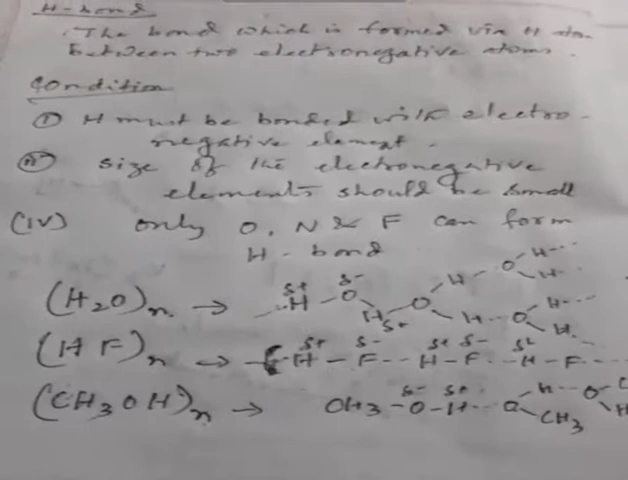 H-bond
The bond which is formed via H atom
between two electronegative atoms.
Condition
(i) H must be bonded with electro-
negative element.
(ii) size of the electronegative
elements should be small
(iv) only O, N & F can form
H-bond
(H2O)n → H δ+ - O δ- H δ+ O H H O H H O H H
(HF)n → H δ+ - F δ- -- H δ+ - F δ- -- H δ+ - F ----
(CH3OH)n → CH3 - O δ- - H δ+ --- O H CH3 --- O C H